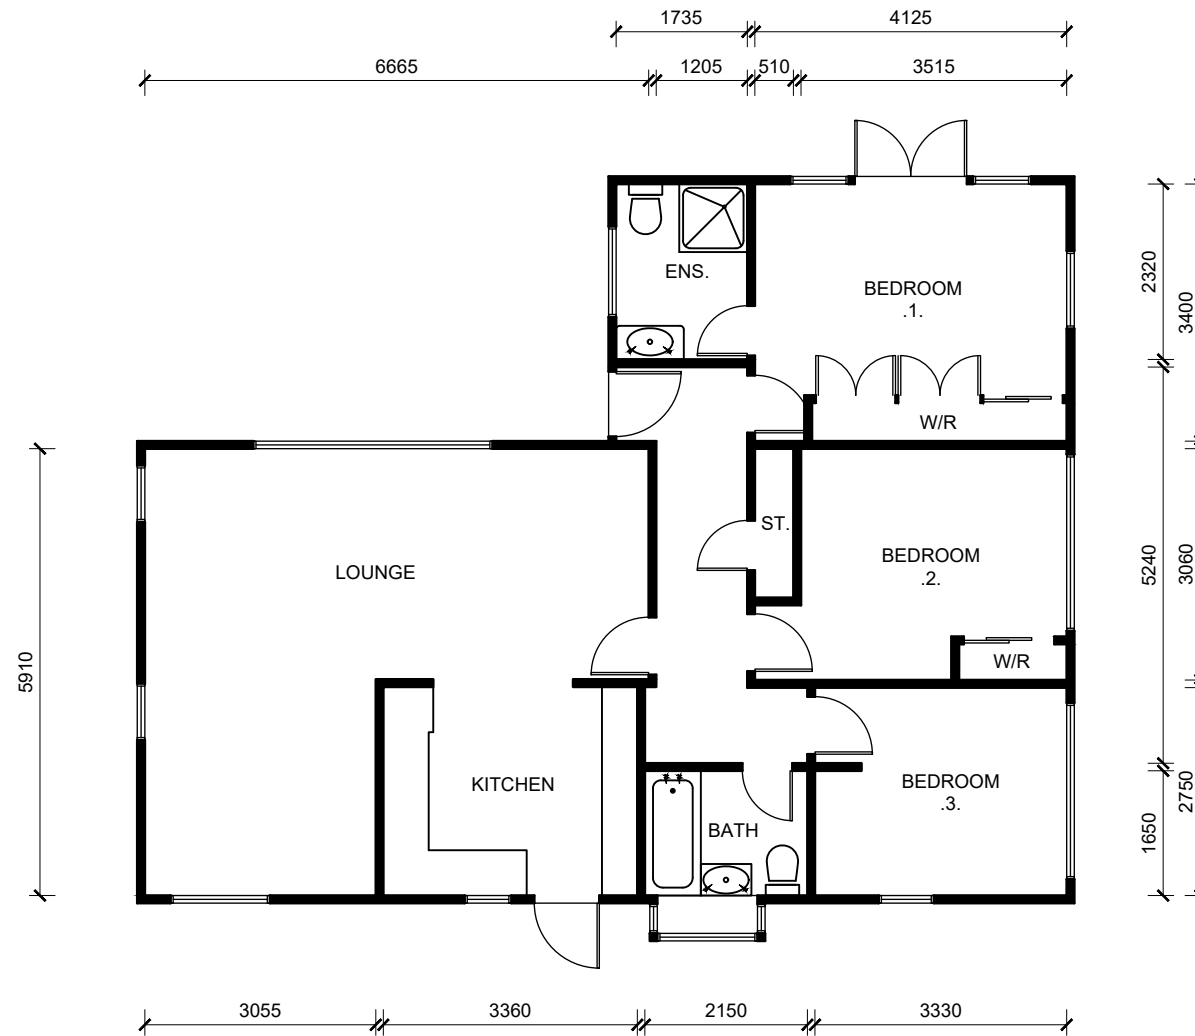 1735
4125
6665
1205
510
3515
ENS.
BEDROOM
.1.
2320
3400
W/R
ST.
LOUNGE
BEDROOM
.2.
5240
3060
W/R
5910
KITCHEN
BEDROOM
.3.
BATH
2750
1650
3055
3360
2150
3330